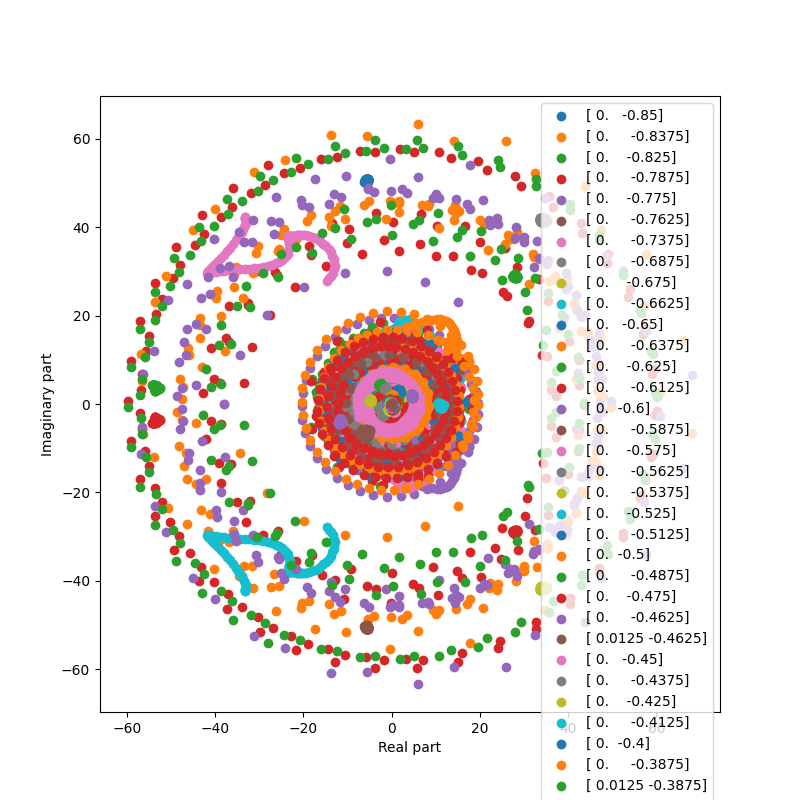 60
40
20
0
−20
−40
−60
−60
−40
−20
0
20
40
60
Real part
Imaginary part
[ 0. -0.85]
[ 0. -0.8375]
[ 0. -0.825]
[ 0. -0.7875]
[ 0. -0.775]
[ 0. -0.7625]
[ 0. -0.7375]
[ 0. -0.6875]
[ 0. -0.675]
[ 0. -0.6625]
[ 0. -0.65]
[ 0. -0.6375]
[ 0. -0.625]
[ 0. -0.6125]
[ 0. -0.6]
[ 0. -0.5875]
[ 0. -0.575]
[ 0. -0.5625]
[ 0. -0.5375]
[ 0. -0.525]
[ 0. -0.5125]
[ 0. -0.5]
[ 0. -0.4875]
[ 0. -0.475]
[ 0. -0.4625]
[ 0.0125 -0.4625]
[ 0. -0.45]
[ 0. -0.4375]
[ 0. -0.425]
[ 0. -0.4125]
[ 0. -0.4]
[ 0. -0.3875]
[ 0.0125 -0.3875]